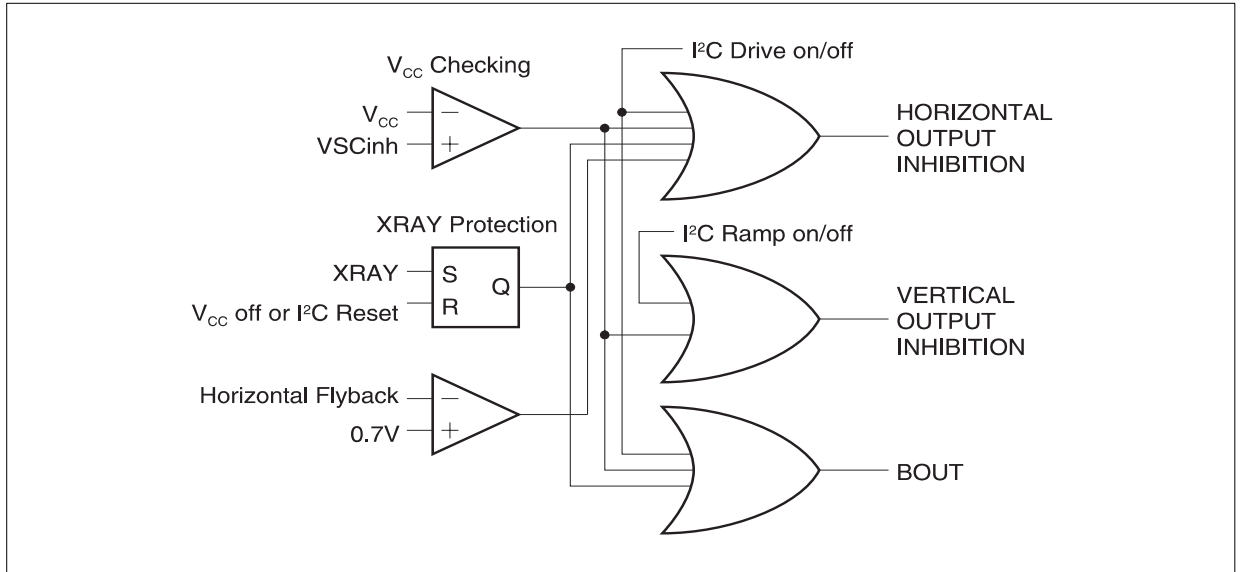 I²C Drive on/off
V_CC Checking
V_CC
−
VSCinh
+
HORIZONTAL
OUTPUT
INHIBITION
XRAY Protection
XRAY
S
Q
V_CC off or I²C Reset
R
I²C Ramp on/off
VERTICAL
OUTPUT
INHIBITION
Horizontal Flyback
−
0.7V
+
BOUT